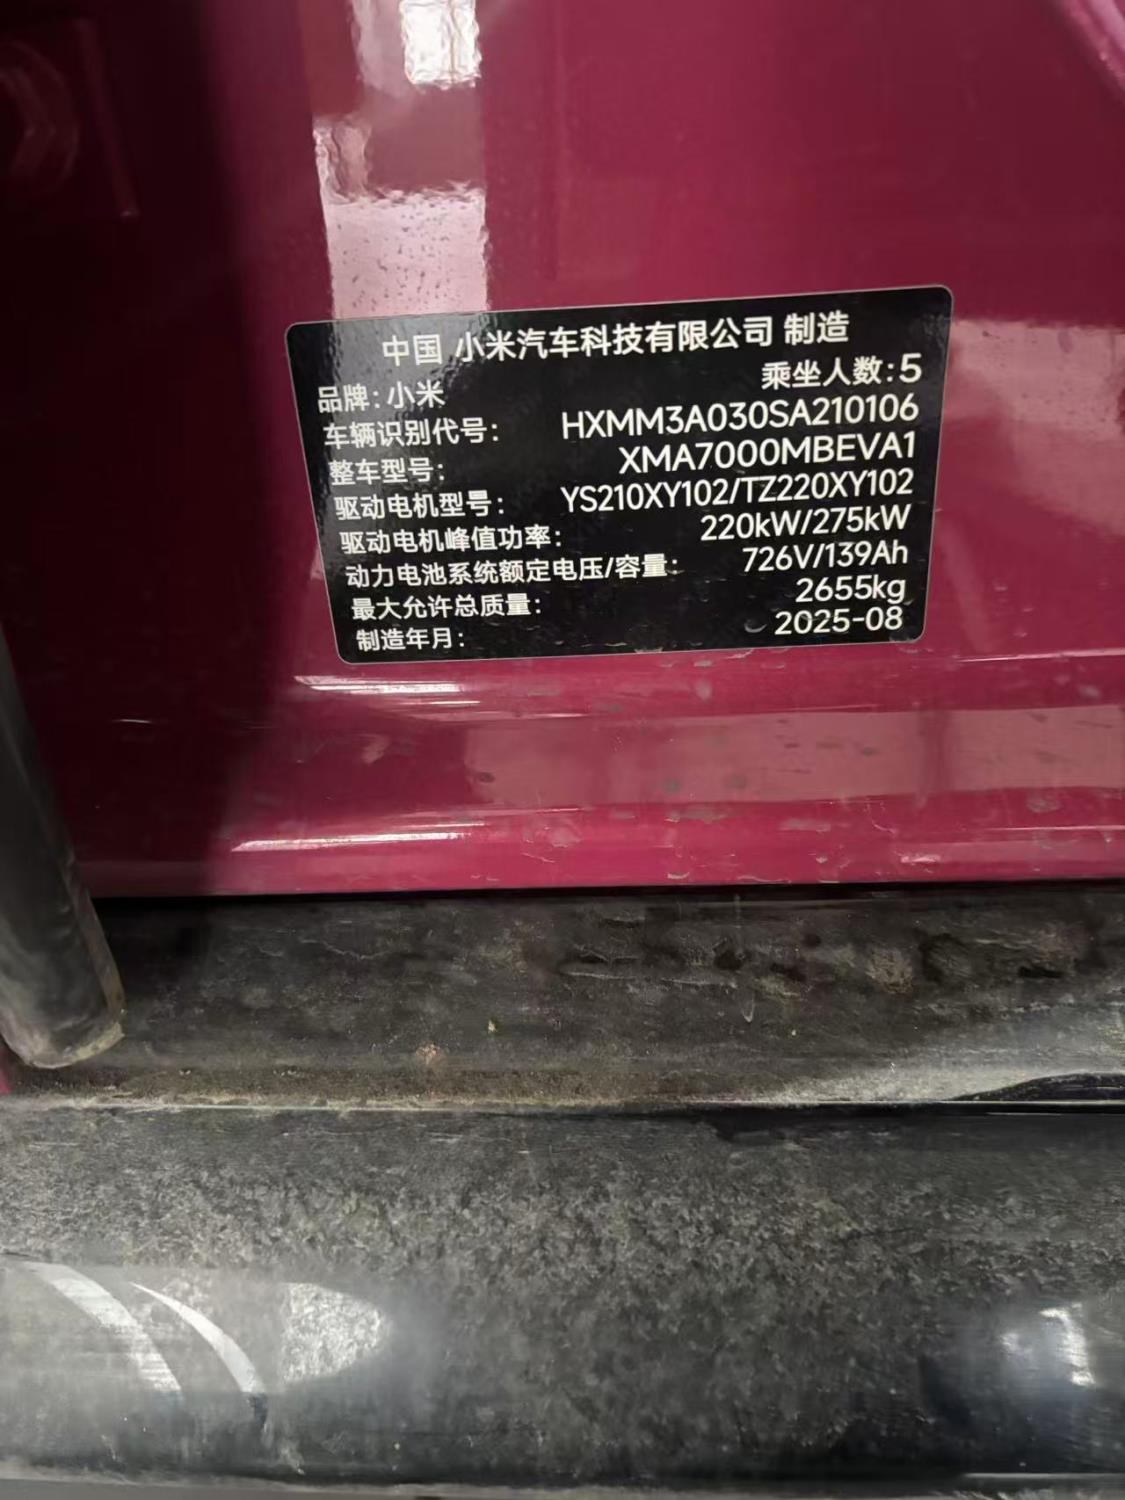 中国 小米汽车科技有限公司 制造
品牌：小米 乘坐人数：5
车辆识别代号： HXMM3A030SA210106
整车型号： XMA7000MBEVA1
驱动电机型号： YS210XY102/TZ220XY102
驱动电机峰值功率： 220kW/275kW
动力电池系统额定电压/容量： 726V/139Ah
最大允许总质量： 2655kg
制造年月： 2025-08